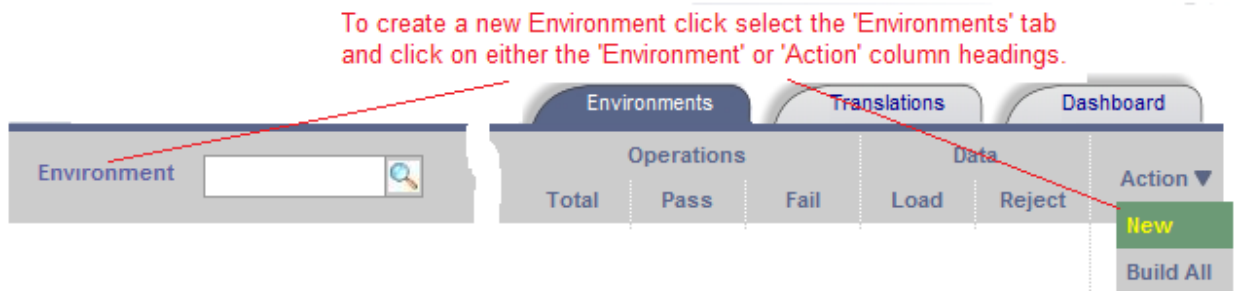 To create a new Environment click select the 'Environments' tab
and click on either the 'Environment' or 'Action' column headings.
Environments Translations Dashboard
Environment Operations Data Action ▼
Total Pass Fail Load Reject
New
Build All